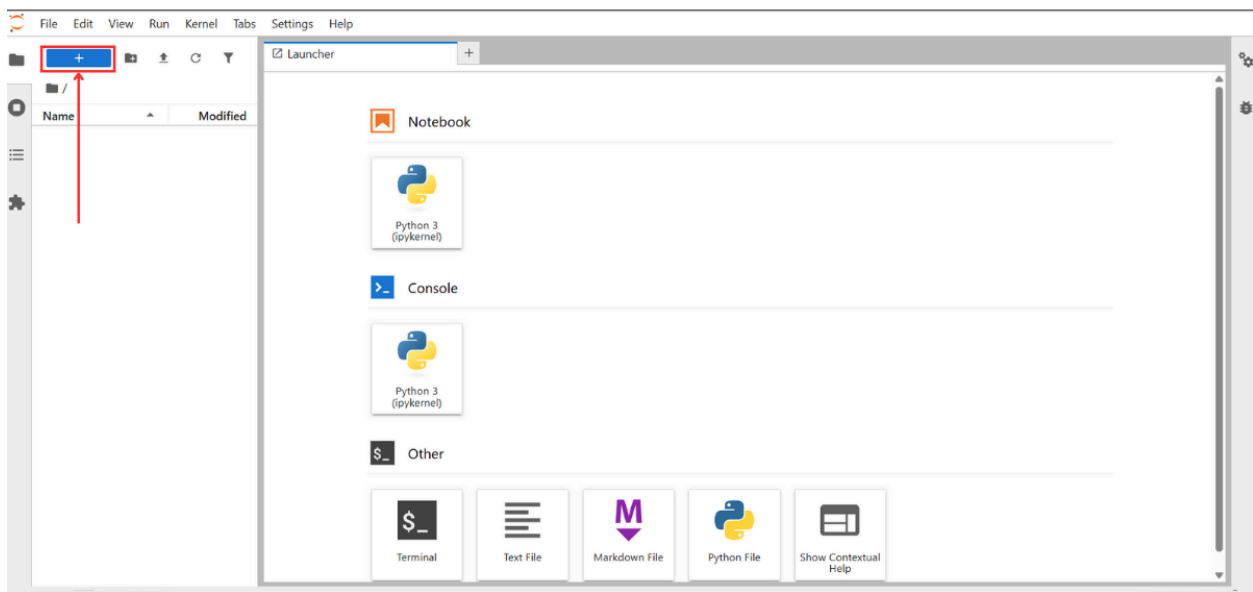 File Edit View Run Kernel Tabs Settings Help
+
Launcher
+
/
Name Modified
Notebook
Python 3
(ipykernel)
>_ Console
Python 3
(ipykernel)
$_ Other
$_
Terminal
Text File
M
Markdown File
Python File
Show Contextual
Help